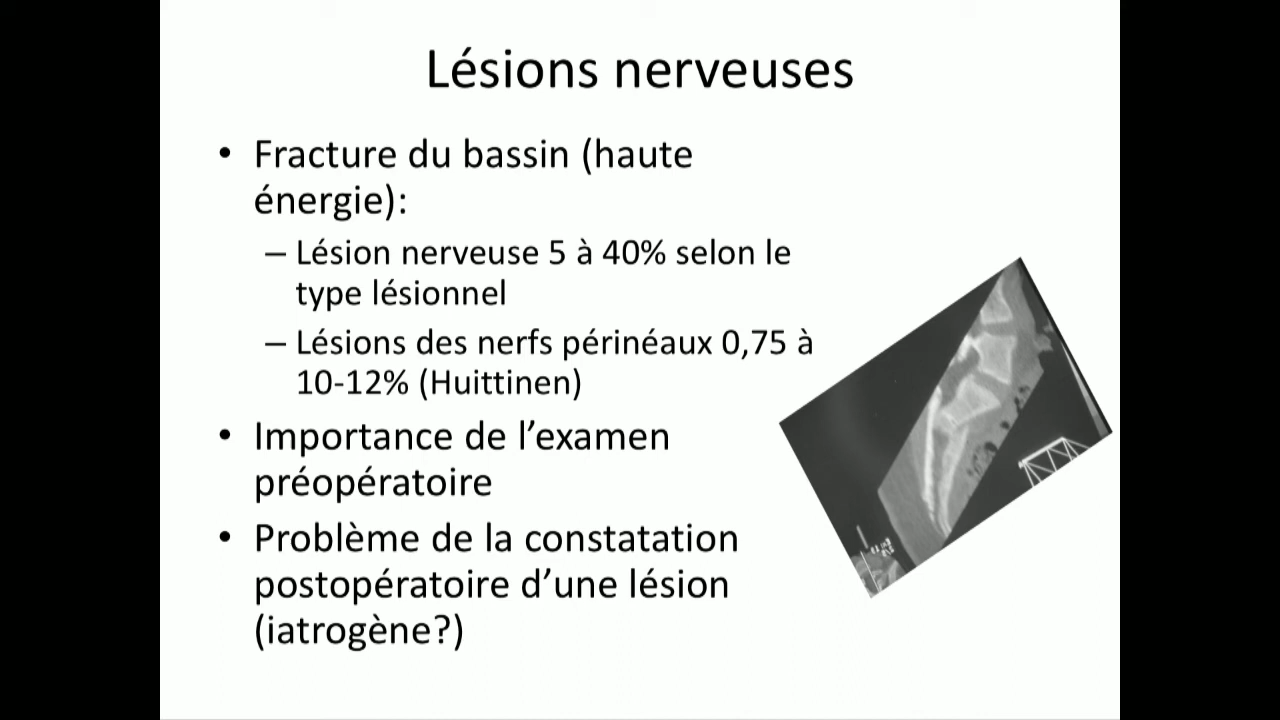 Lésions nerveuses
• Fracture du bassin (haute
énergie):
– Lésion nerveuse 5 à 40% selon le
type lésionnel
– Lésions des nerfs périnéaux 0,75 à
10-12% (Huittinen)
• Importance de l’examen
préopératoire
• Problème de la constatation
postopératoire d’une lésion
(iatrogène?)